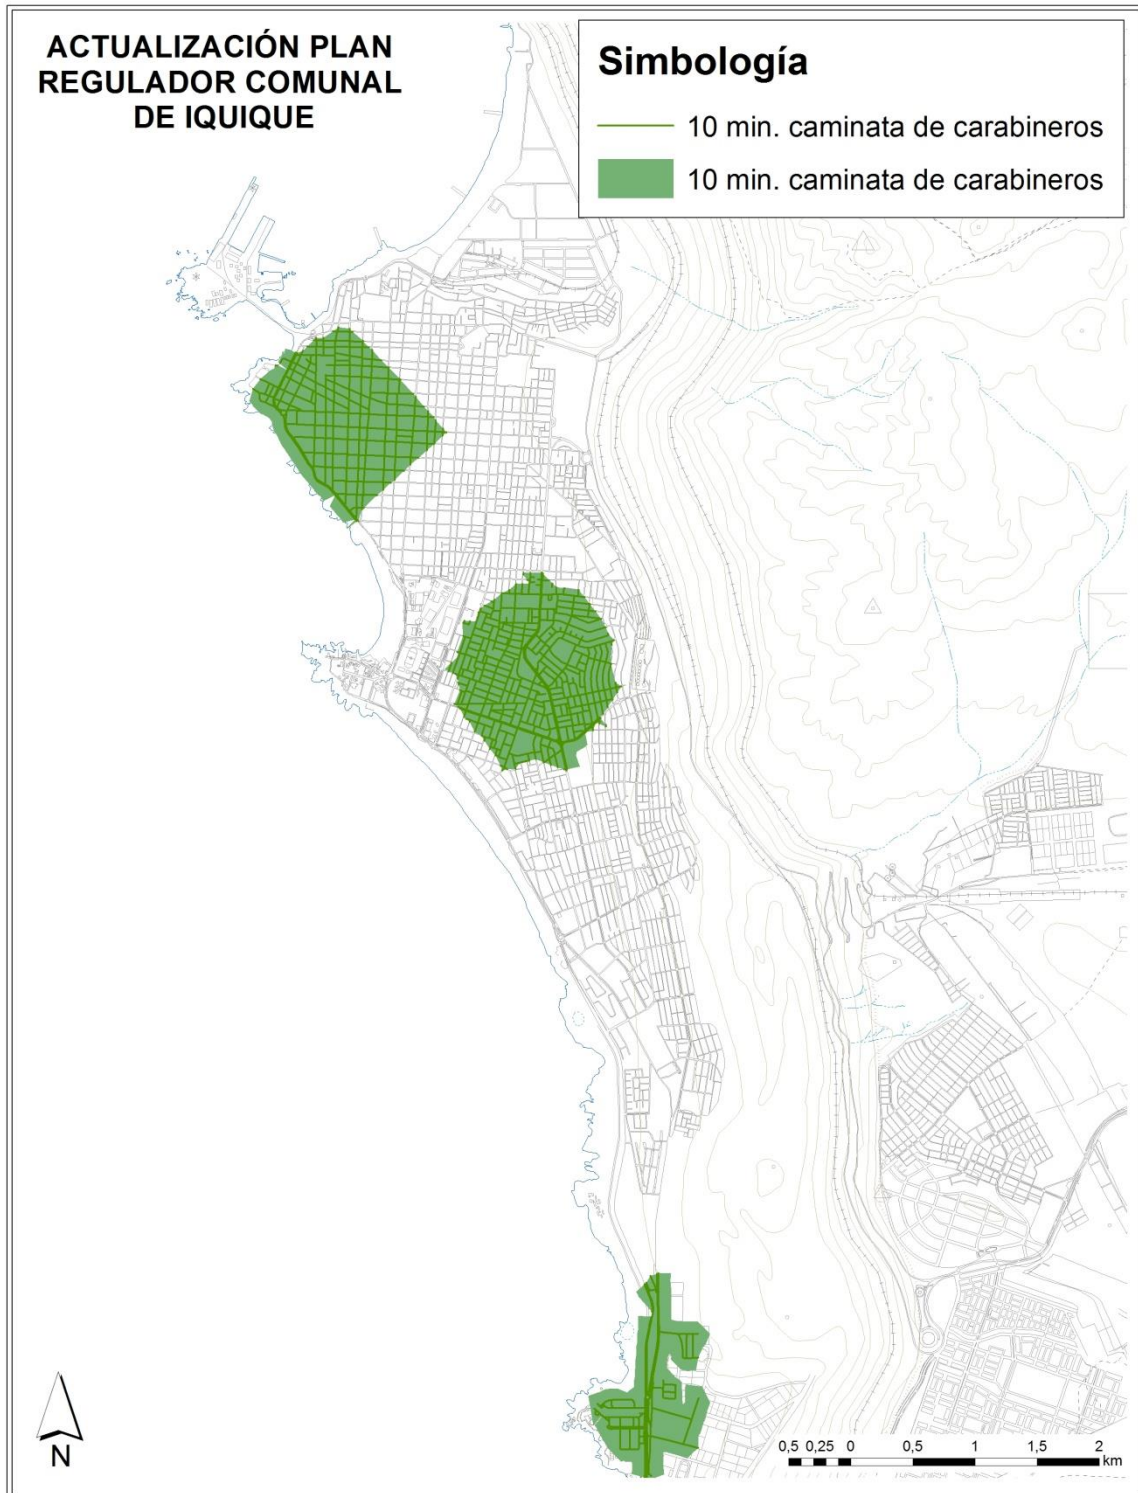 ACTUALIZACIÓN PLAN
REGULADOR COMUNAL
DE IQUIQUE
Simbología
10 min. caminata de carabineros
10 min. caminata de carabineros
N
0,5 0,25 0 0,5 1 1,5 2
km